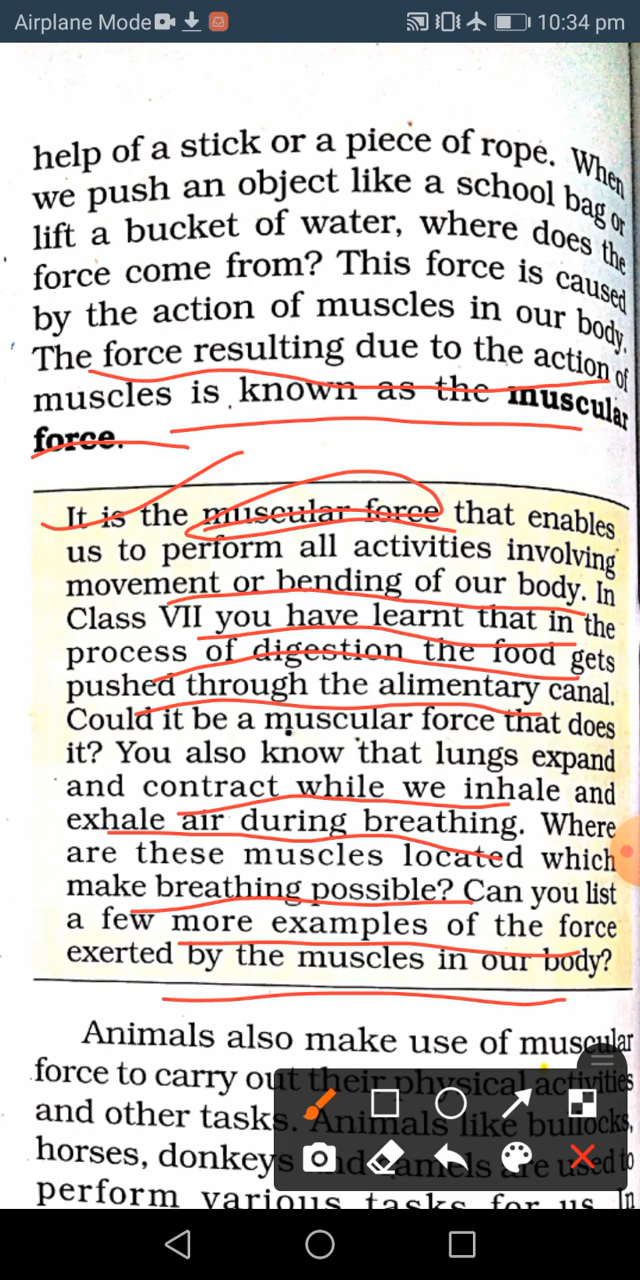 Airplane Mode 10:34 pm
help of a stick or a piece of rope. When
we push an object like a school bag or
lift a bucket of water, where does the
force come from? This force is caused
by the action of muscles in our body.
The force resulting due to the action of
muscles is known as the muscular
force.
It is the muscular force that enables
us to perform all activities involving
movement or bending of our body. In
Class VII you have learnt that in the
process of digestion the food gets
pushed through the alimentary canal.
Could it be a muscular force that does
it? You also know that lungs expand
and contract while we inhale and
exhale air during breathing. Where
are these muscles located which
make breathing possible? Can you list
a few more examples of the force
exerted by the muscles in our body?
Animals also make use of muscular
force to carry out their physical activities
and other tasks. Animals like bullocks,
horses, donkeys and camels are used to
perform various tasks for us. In